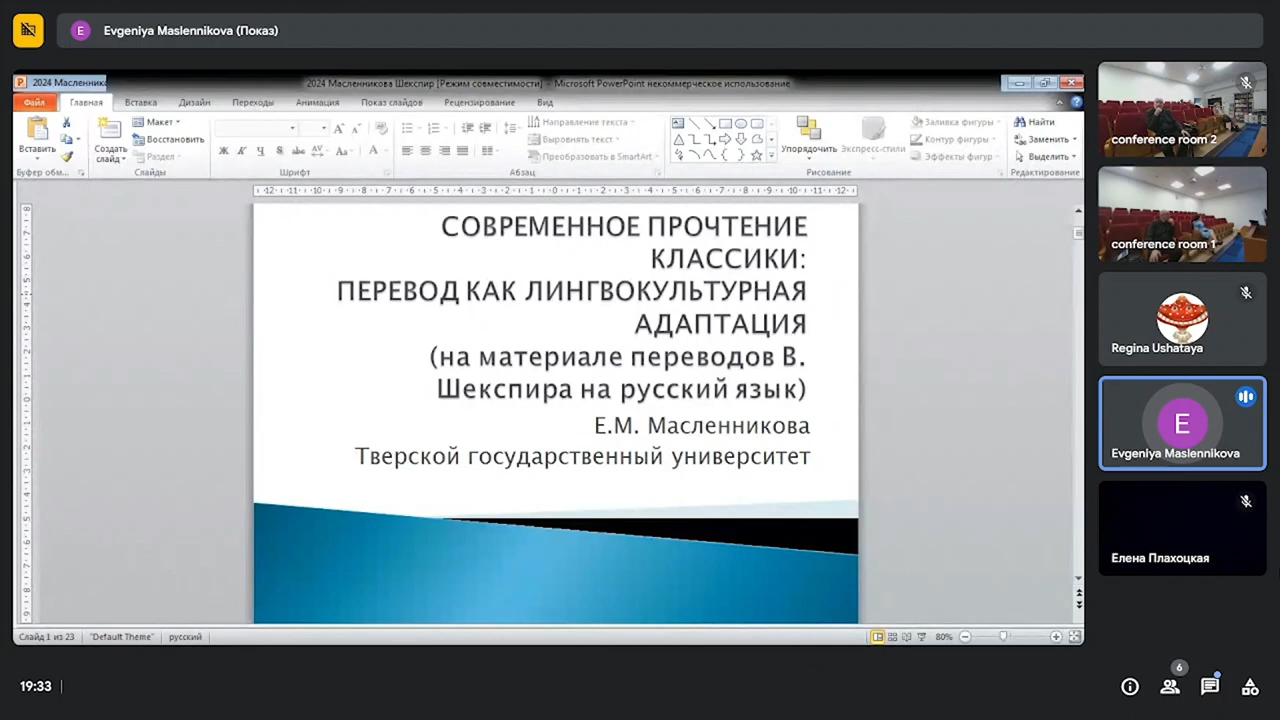 E Evgeniya Maslennikova (Показ)
P 2024 Масленник
2024 Масленникова Шекспир [Режим совместимости] - Microsoft PowerPoint некоммерческое использование
Файл Главная Вставка Дизайн Переходы Анимация Показ слайдов Рецензирование Вид
Вставить
Создать слайд
Макет
Восстановить
Раздел
Ж К Ч S abc AV Aa А
Направление текста
Выровнять текст
Преобразовать в SmartArt
Упорядочить
Экспресс-стили
Заливка фигуры
Контур фигуры
Эффекты фигур
Найти
Заменить
Выделить
Буфер обм... Слайды Шрифт Абзац Рисование Редактирование
СОВРЕМЕННОЕ ПРОЧТЕНИЕ
КЛАССИКИ:
ПЕРЕВОД КАК ЛИНГВОКУЛЬТУРНАЯ
АДАПТАЦИЯ
(на материале переводов В.
Шекспира на русский язык)
Е.М. Масленникова
Тверской государственный университет
Слайд 1 из 23 "Default Theme" русский 80%
conference room 2
conference room 1
Regina Ushataya
E
Evgeniya Maslennikova
Елена Плахоцкая
19:33
6